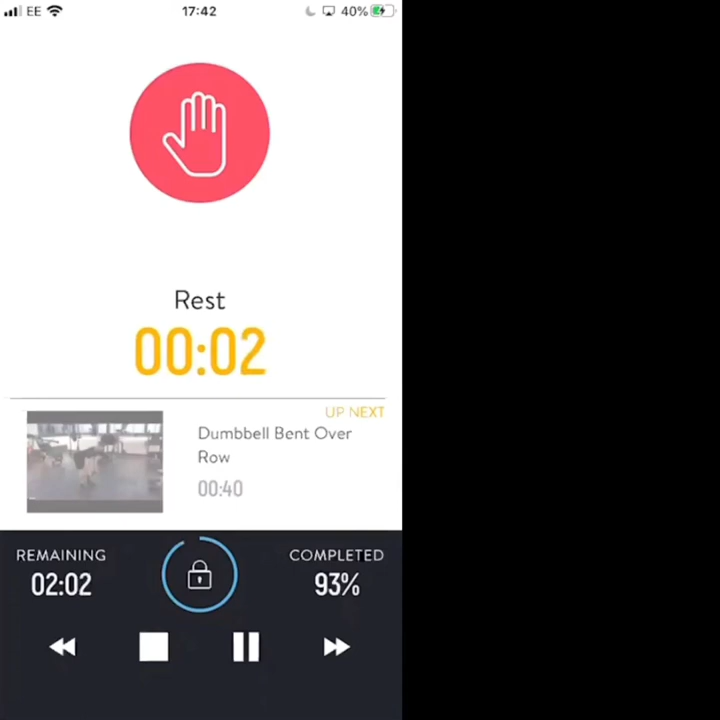 EE 17:42 40%
Rest
00:02
UP NEXT
Dumbbell Bent Over
Row
00:40
REMAINING COMPLETED
02:02 93%